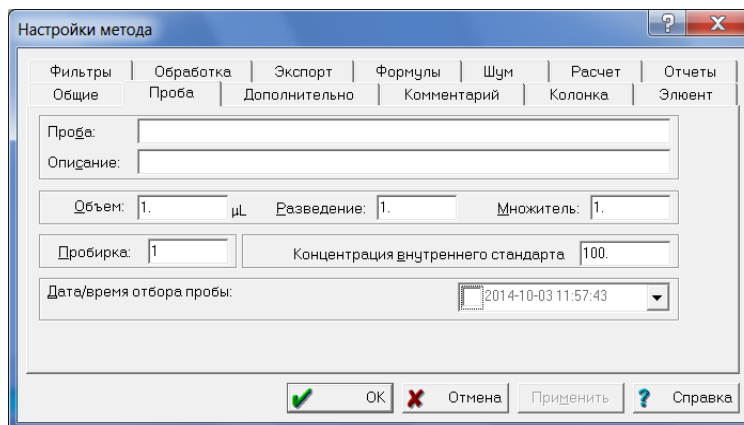 Настройки метода
Фильтры Обработка Экспорт Формулы Шум Расчет Отчеты
Общие Проба Дополнительно Комментарий Колонка Элюент
Проба:
Описание:
Объем: 1. µL Разведение: 1. Множитель: 1.
Пробирка: 1 Концентрация внутреннего стандарта 100.
Дата/время отбора пробы: 2014-10-03 11:57:43
OK Отмена Применить ? Справка